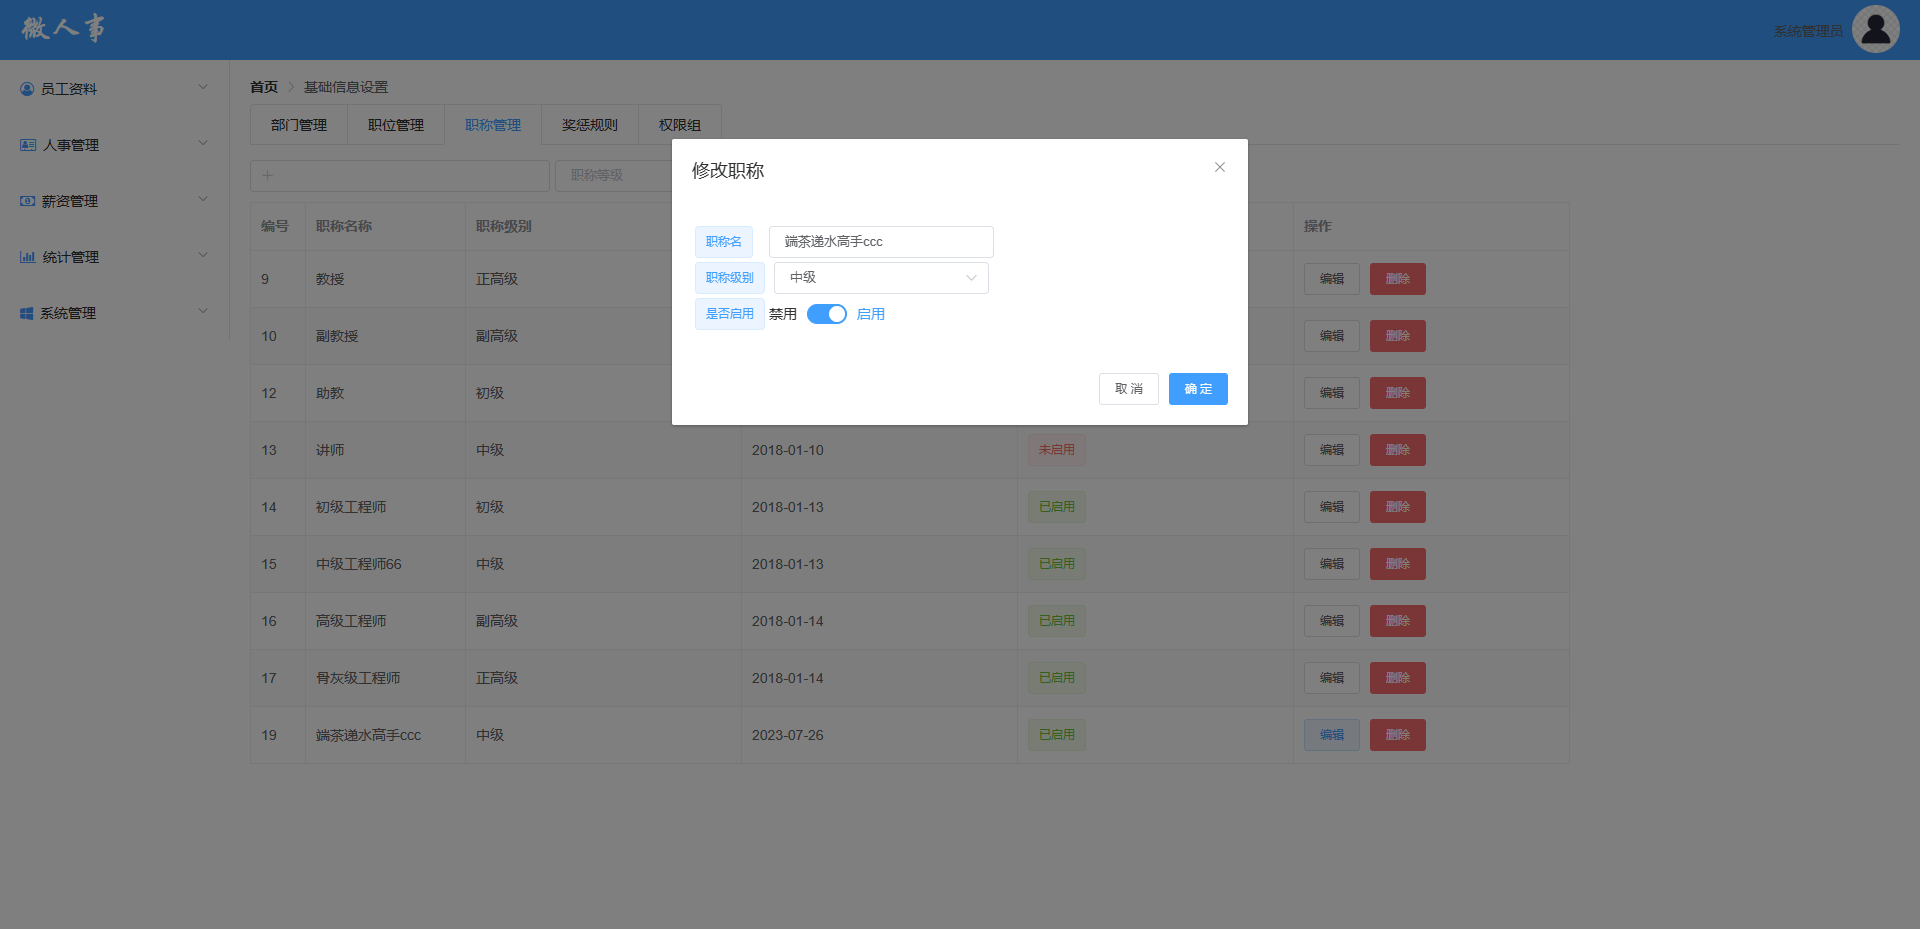 微人事
系统管理员
员工资料
人事管理
薪资管理
统计管理
系统管理
首页 基础信息设置
部门管理 职位管理 职称管理 奖惩规则 权限组
职称等级
修改职称
职称名 端茶递水高手ccc
职称级别 中级
是否启用 禁用 启用
取 消 确 定
编号 职称名称 职称级别 操作
9 教授 正高级 编辑 删除
10 副教授 副高级 编辑 删除
12 助教 初级 编辑 删除
13 讲师 中级 2018-01-10 未启用 编辑 删除
14 初级工程师 初级 2018-01-13 已启用 编辑 删除
15 中级工程师66 中级 2018-01-13 已启用 编辑 删除
16 高级工程师 副高级 2018-01-14 已启用 编辑 删除
17 骨灰级工程师 正高级 2018-01-14 已启用 编辑 删除
19 端茶递水高手ccc 中级 2023-07-26 已启用 编辑 删除